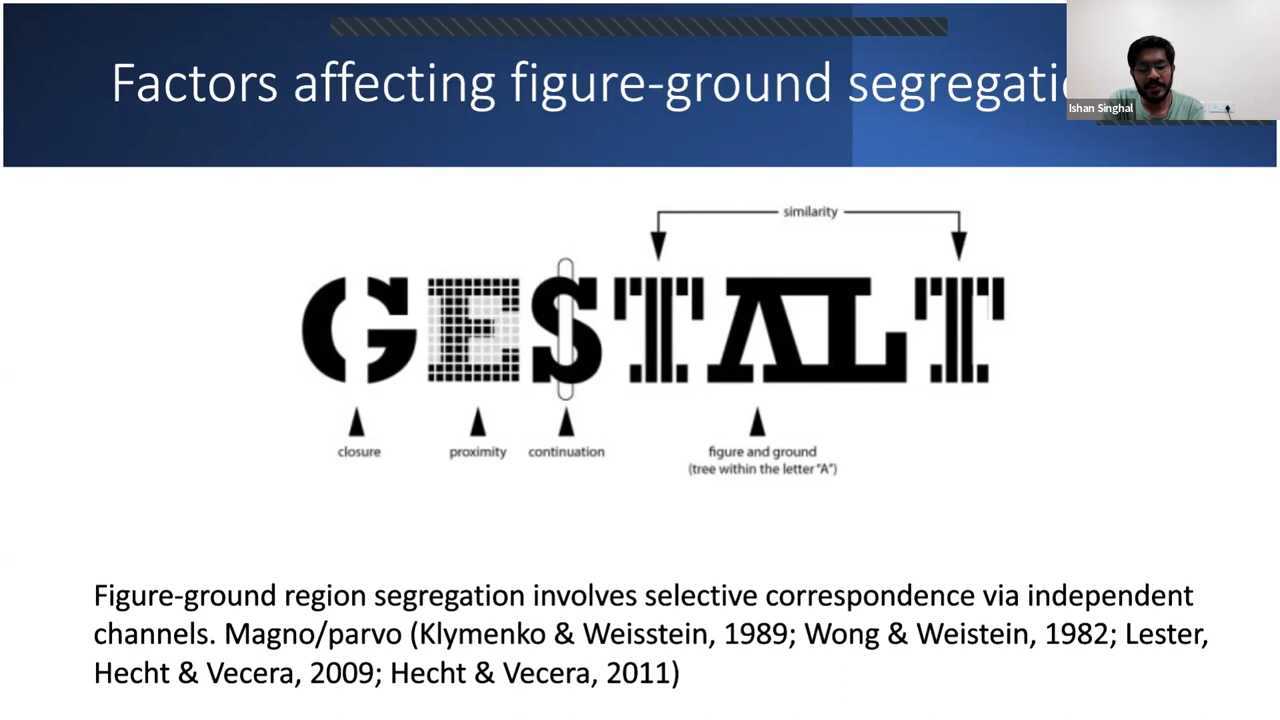 Factors affecting figure-ground segregatio
Ishan Singhal
similarity
GESTALT
closure
proximity
continuation
figure and ground
(tree within the letter "A")
Figure-ground region segregation involves selective correspondence via independent
channels. Magno/parvo (Klymenko & Weisstein, 1989; Wong & Weistein, 1982; Lester,
Hecht & Vecera, 2009; Hecht & Vecera, 2011)